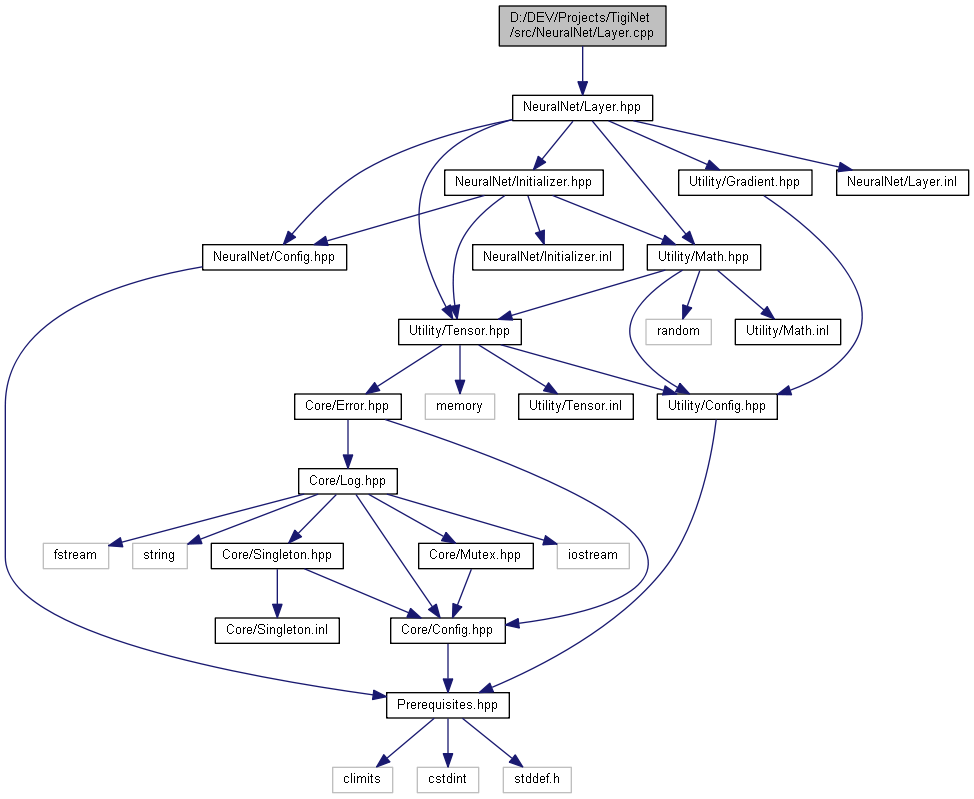 D:/DEV/Projects/TigiNet
/src/NeuralNet/Layer.cpp
NeuralNet/Layer.hpp
NeuralNet/Initializer.hpp
Utility/Gradient.hpp
NeuralNet/Layer.inl
NeuralNet/Config.hpp
NeuralNet/Initializer.inl
Utility/Math.hpp
Utility/Tensor.hpp
random
Utility/Math.inl
Core/Error.hpp
memory
Utility/Tensor.inl
Utility/Config.hpp
Core/Log.hpp
fstream
string
Core/Singleton.hpp
Core/Mutex.hpp
iostream
Core/Singleton.inl
Core/Config.hpp
Prerequisites.hpp
climits
cstdint
stddef.h